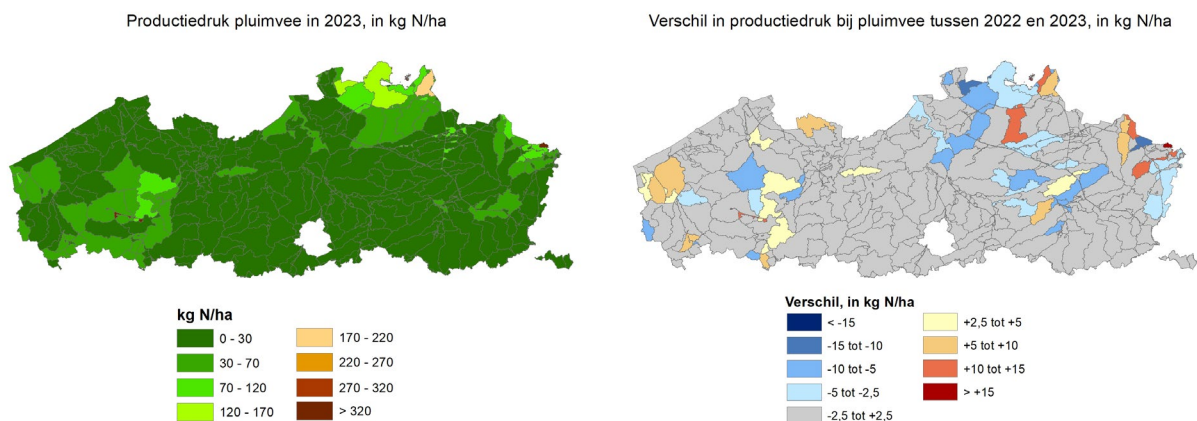 Productiedruk pluimvee in 2023, in kg N/ha
kg N/ha
0 - 30
30 - 70
70 - 120
120 - 170
170 - 220
220 - 270
270 - 320
> 320
Verschil in productiedruk bij pluimvee tussen 2022 en 2023, in kg N/ha
Verschil, in kg N/ha
< -15
-15 tot -10
-10 tot -5
-5 tot -2,5
-2,5 tot +2,5
+2,5 tot +5
+5 tot +10
+10 tot +15
> +15